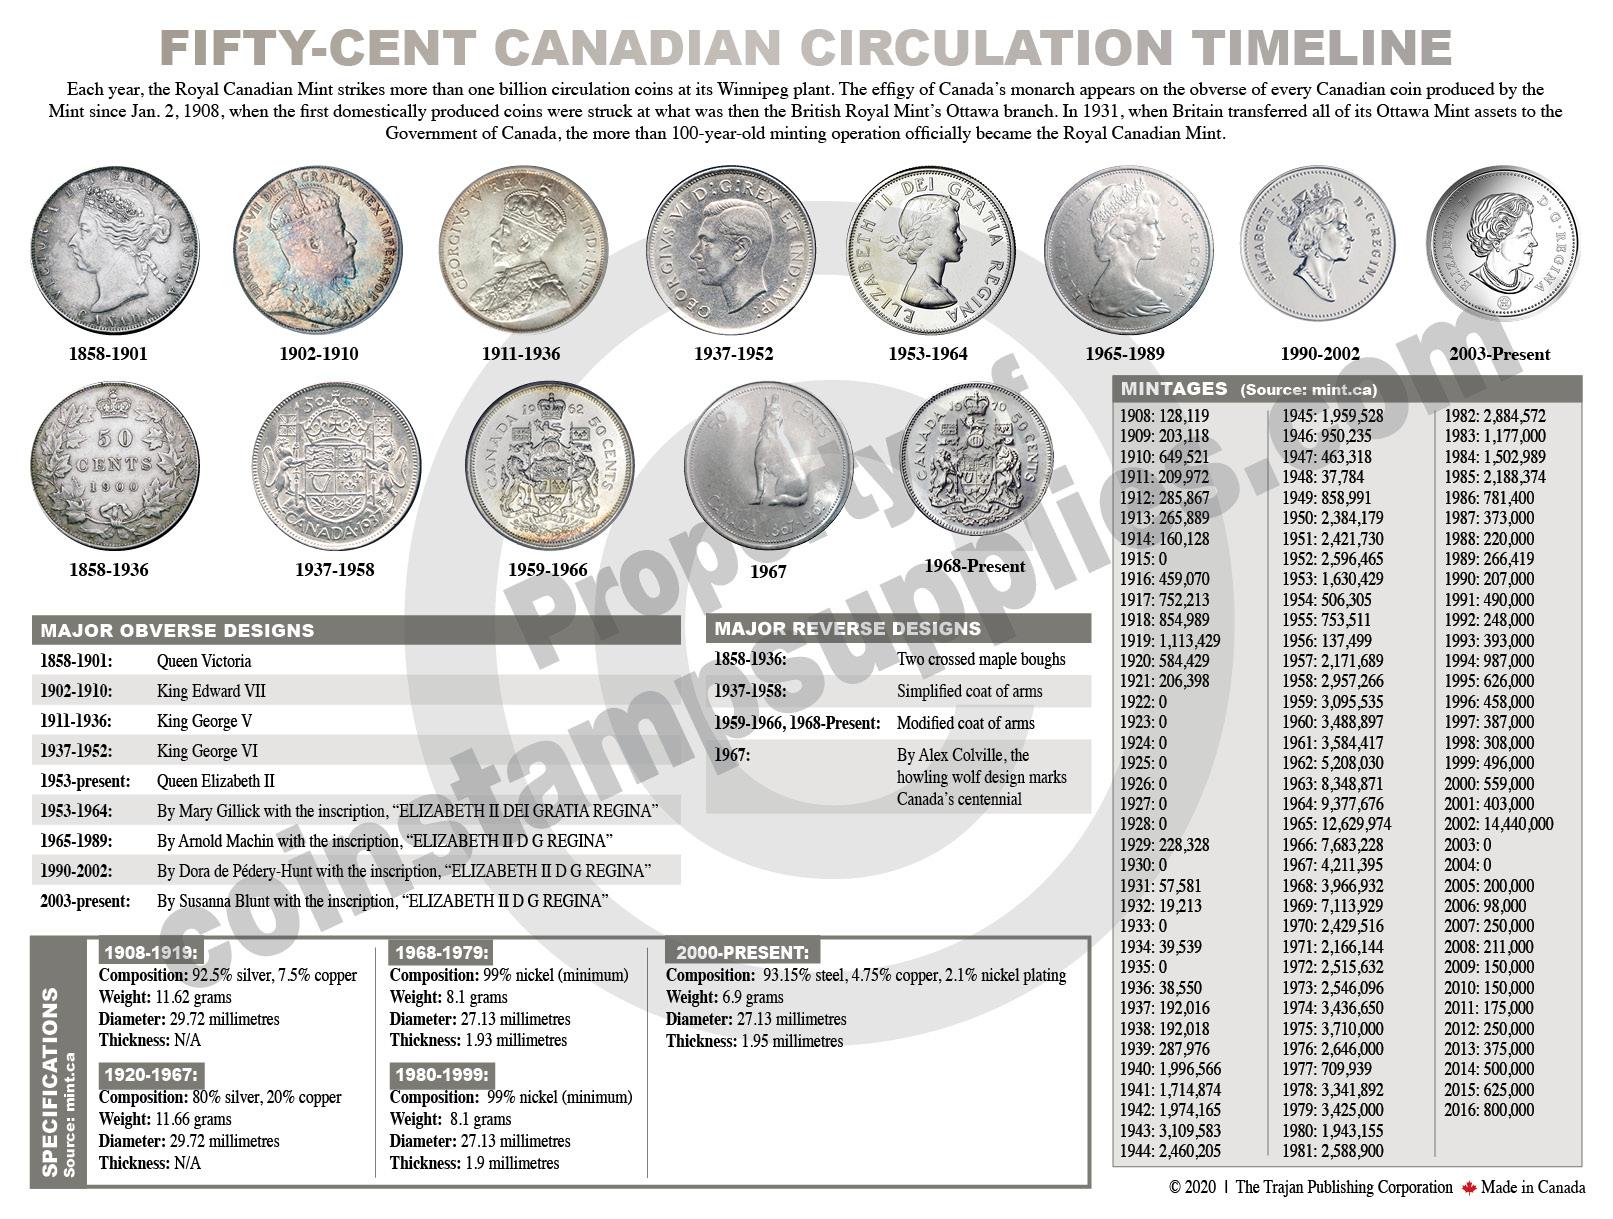 FIFTY-CENT CANADIAN CIRCULATION TIMELINE
Each year, the Royal Canadian Mint strikes more than one billion circulation coins at its Winnipeg plant. The effigy of Canada's monarch appears on the obverse of every Canadian coin produced by the
Mint since Jan. 2, 1908, when the first domestically produced coins were struck at what was then the British Royal Mint's Ottawa branch. In 1931, when Britain transferred all of its Ottawa Mint assets to the
Government of Canada, the more than 100-year-old minting operation officially became the Royal Canadian Mint.
1858-1901
1902-1910
1911-1936
1937-1952
ELIZABETH II DEI GRATIA REGINA
1953-1964
1965-1989
ELIZABETH II D·G·REGINA
1990-2002
ELIZABETH II D·G·REGINA
2003-Present
50
CENTS
1900
1858-1936
1937-1958
CANADA 1962 50 CENTS
1959-1966
1967
CANADA 1970 50 CENTS
1968-Present
Property of
coinstampsupplies.com
MAJOR OBVERSE DESIGNS
1858-1901: Queen Victoria
1902-1910: King Edward VII
1911-1936: King George V
1937-1952: King George VI
1953-present: Queen Elizabeth II
1953-1964: By Mary Gillick with the inscription, “ELIZABETH II DEI GRATIA REGINA”
1965-1989: By Arnold Machin with the inscription, “ELIZABETH II D G REGINA”
1990-2002: By Dora de Pédery-Hunt with the inscription, “ELIZABETH II D G REGINA”
2003-present: By Susanna Blunt with the inscription, “ELIZABETH II D G REGINA”
MAJOR REVERSE DESIGNS
1858-1936: Two crossed maple boughs
1937-1958: Simplified coat of arms
1959-1966, 1968-Present: Modified coat of arms
1967: By Alex Colville, the
howling wolf design marks
Canada's centennial
SPECIFICATIONS
Source: mint.ca
1908-1919:
Composition: 92.5% silver, 7.5% copper
Weight: 11.62 grams
Diameter: 29.72 millimetres
Thickness: N/A
1920-1967:
Composition: 80% silver, 20% copper
Weight: 11.66 grams
Diameter: 29.72 millimetres
Thickness: N/A
1968-1979:
Composition: 99% nickel (minimum)
Weight: 8.1 grams
Diameter: 27.13 millimetres
Thickness: 1.93 millimetres
1980-1999:
Composition: 99% nickel (minimum)
Weight: 8.1 grams
Diameter: 27.13 millimetres
Thickness: 1.9 millimetres
2000-PRESENT:
Composition: 93.15% steel, 4.75% copper, 2.1% nickel plating
Weight: 6.9 grams
Diameter: 27.13 millimetres
Thickness: 1.95 millimetres
MINTAGES (Source: mint.ca)
1908: 128,119
1909: 203,118
1910: 649,521
1911: 209,972
1912: 285,867
1913: 265,889
1914: 160,128
1915: 0
1916: 459,070
1917: 752,213
1918: 854,989
1919: 1,113,429
1920: 584,429
1921: 206,398
1922: 0
1923: 0
1924: 0
1925: 0
1926: 0
1927: 0
1928: 0
1929: 228,328
1930: 0
1931: 57,581
1932: 19,213
1933: 0
1934: 39,539
1935: 0
1936: 38,550
1937: 192,016
1938: 192,018
1939: 287,976
1940: 1,996,566
1941: 1,714,874
1942: 1,974,165
1943: 3,109,583
1944: 2,460,205
1945: 1,959,528
1946: 950,235
1947: 463,318
1948: 37,784
1949: 858,991
1950: 2,384,179
1951: 2,421,730
1952: 2,596,465
1953: 1,630,429
1954: 506,305
1955: 753,511
1956: 137,499
1957: 2,171,689
1958: 2,957,266
1959: 3,095,535
1960: 3,488,897
1961: 3,584,417
1962: 5,208,030
1963: 8,348,871
1964: 9,377,676
1965: 12,629,974
1966: 7,683,228
1967: 4,211,395
1968: 3,966,932
1969: 7,113,929
1970: 2,429,516
1971: 2,166,144
1972: 2,515,632
1973: 2,546,096
1974: 3,436,650
1975: 3,710,000
1976: 2,646,000
1977: 709,939
1978: 3,341,892
1979: 3,425,000
1980: 1,943,155
1981: 2,588,900
1982: 2,884,572
1983: 1,177,000
1984: 1,502,989
1985: 2,188,374
1986: 781,400
1987: 373,000
1988: 220,000
1989: 266,419
1990: 207,000
1991: 490,000
1992: 248,000
1993: 393,000
1994: 987,000
1995: 626,000
1996: 458,000
1997: 387,000
1998: 308,000
1999: 496,000
2000: 559,000
2001: 403,000
2002: 14,440,000
2003: 0
2004: 0
2005: 200,000
2006: 98,000
2007: 250,000
2008: 211,000
2009: 150,000
2010: 150,000
2011: 175,000
2012: 250,000
2013: 375,000
2014: 500,000
2015: 625,000
2016: 800,000
© 2020 | The Trajan Publishing Corporation Made in Canada